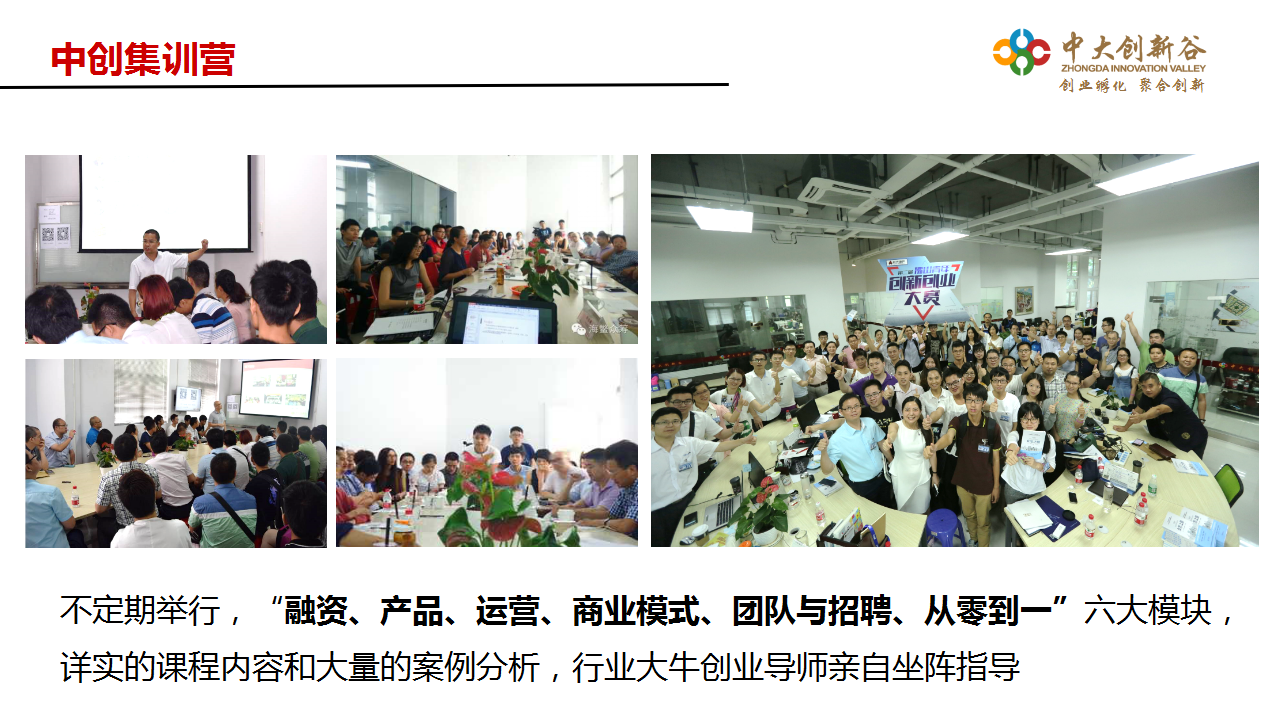 中创集训营
中大创新谷
ZHONGDA INNOVATION VALLEY
创业孵化 聚合创新
海鳖众筹
创新创业
大赛
不定期举行，“融资、产品、运营、商业模式、团队与招聘、从零到一”六大模块，
详实的课程内容和大量的案例分析，行业大牛创业导师亲自坐阵指导